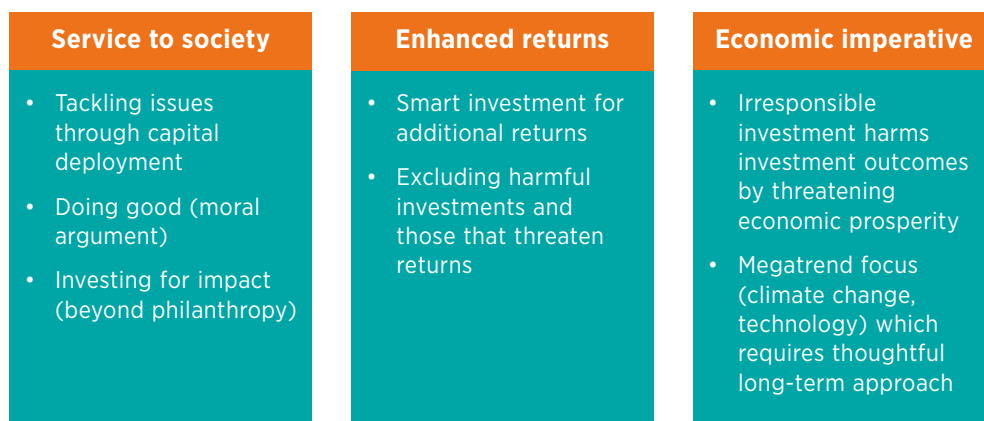 Service to society
• Tackling issues
through capital
deployment
• Doing good (moral
argument)
• Investing for impact
(beyond philanthropy)
Enhanced returns
• Smart investment for
additional returns
• Excluding harmful
investments and
those that threaten
returns
Economic imperative
• Irresponsible
investment harms
investment outcomes
by threatening
economic prosperity
• Megatrend focus
(climate change,
technology) which
requires thoughtful
long-term approach